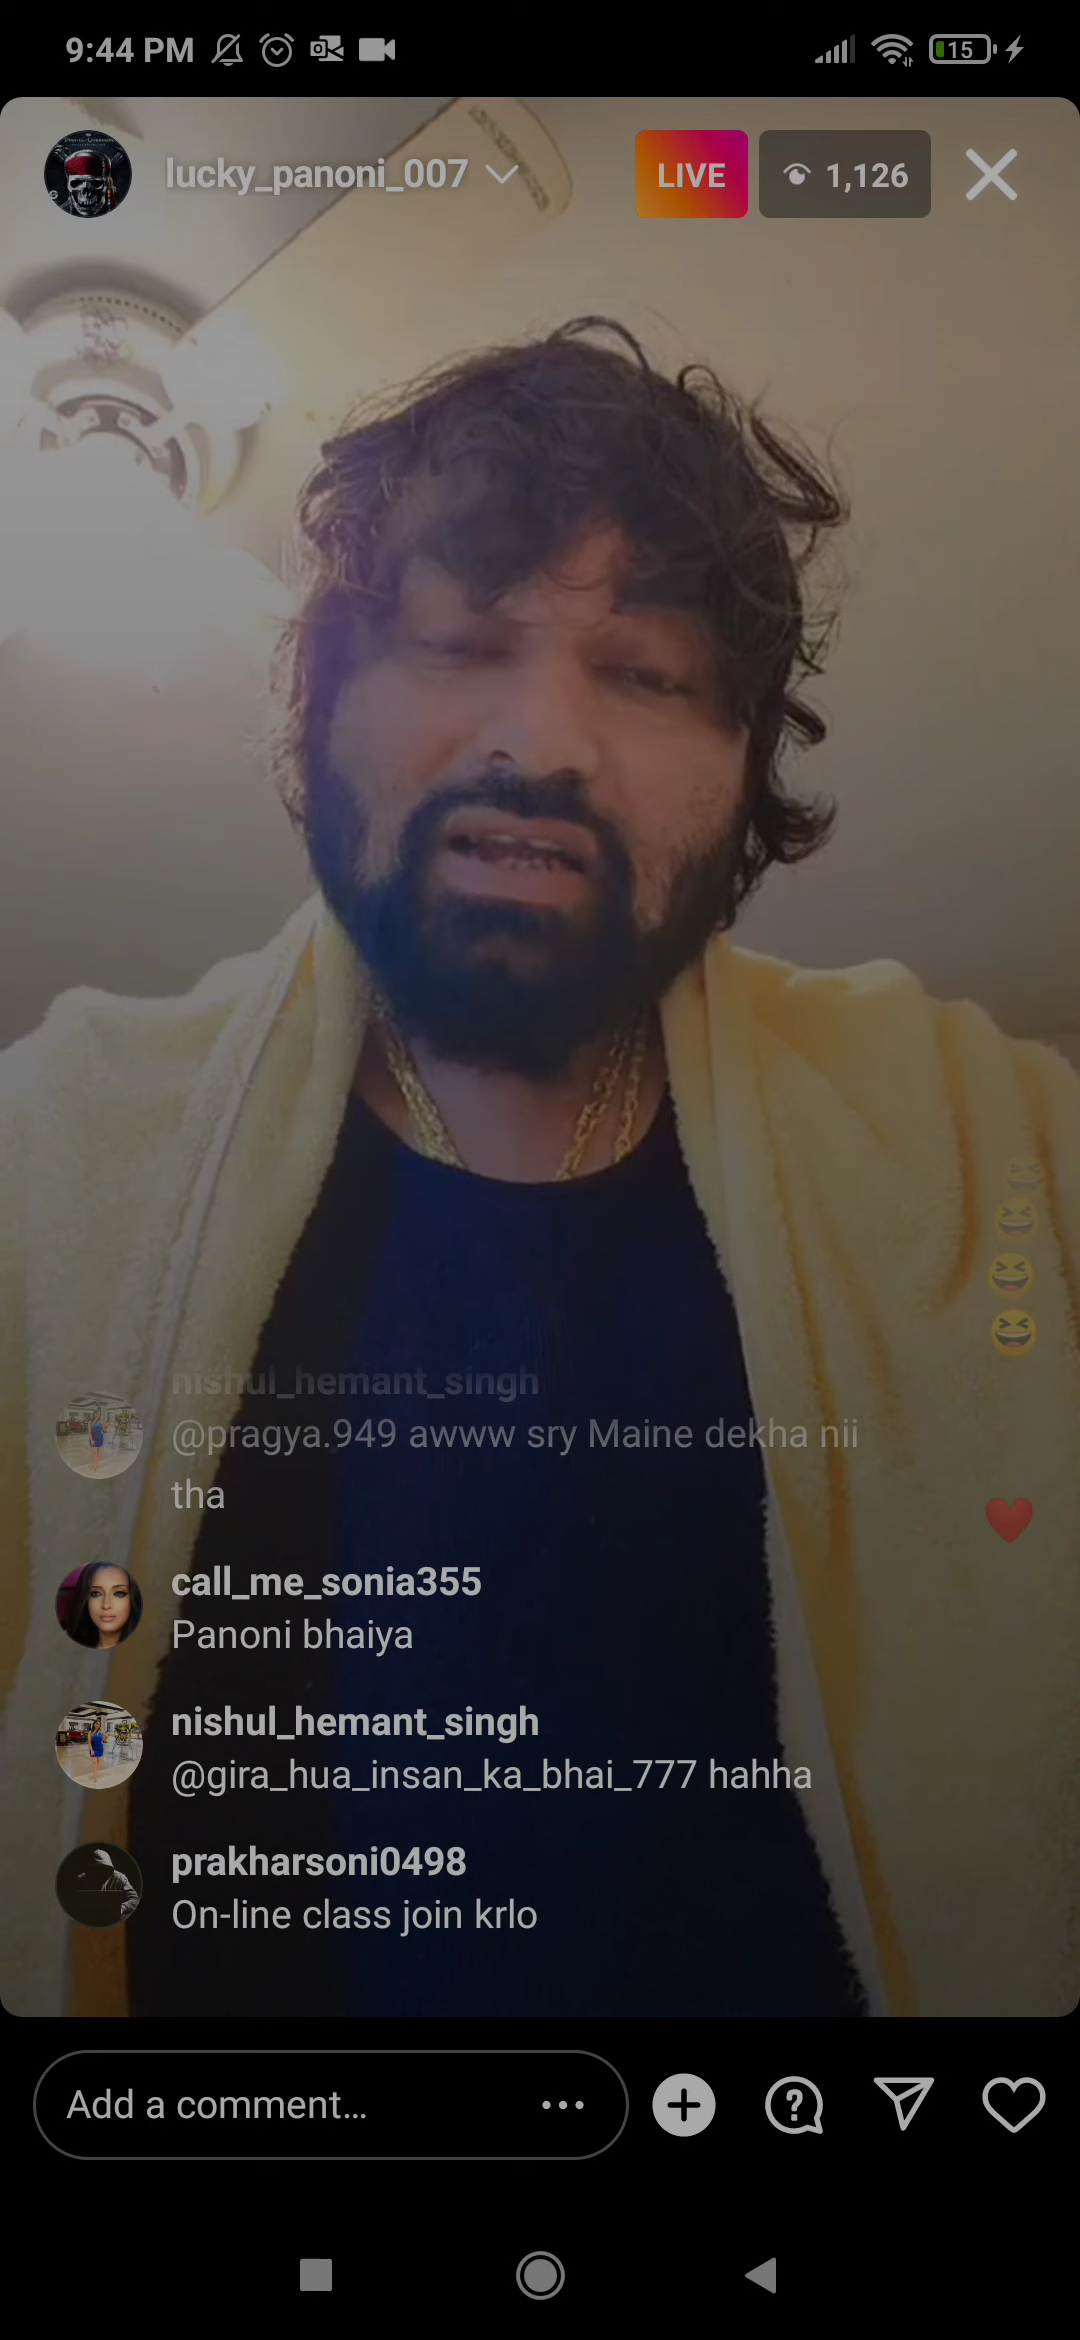 9:44 PM
15
lucky_panoni_007
LIVE
1,126
nishul_hemant_singh
@pragya.949 awww sry Maine dekha nii
tha
call_me_sonia355
Panoni bhaiya
nishul_hemant_singh
@gira_hua_insan_ka_bhai_777 hahha
prakharsoni0498
On-line class join krlo
Add a comment...